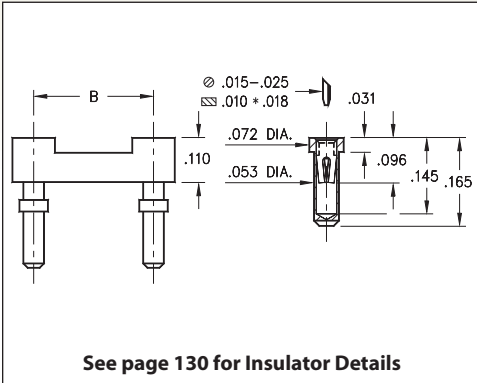 ⊘ .015–.025
▧ .010 * .018
B
.031
.072 DIA.
.110
.096
.053 DIA.
.145
.165
See page 130 for Insulator Details